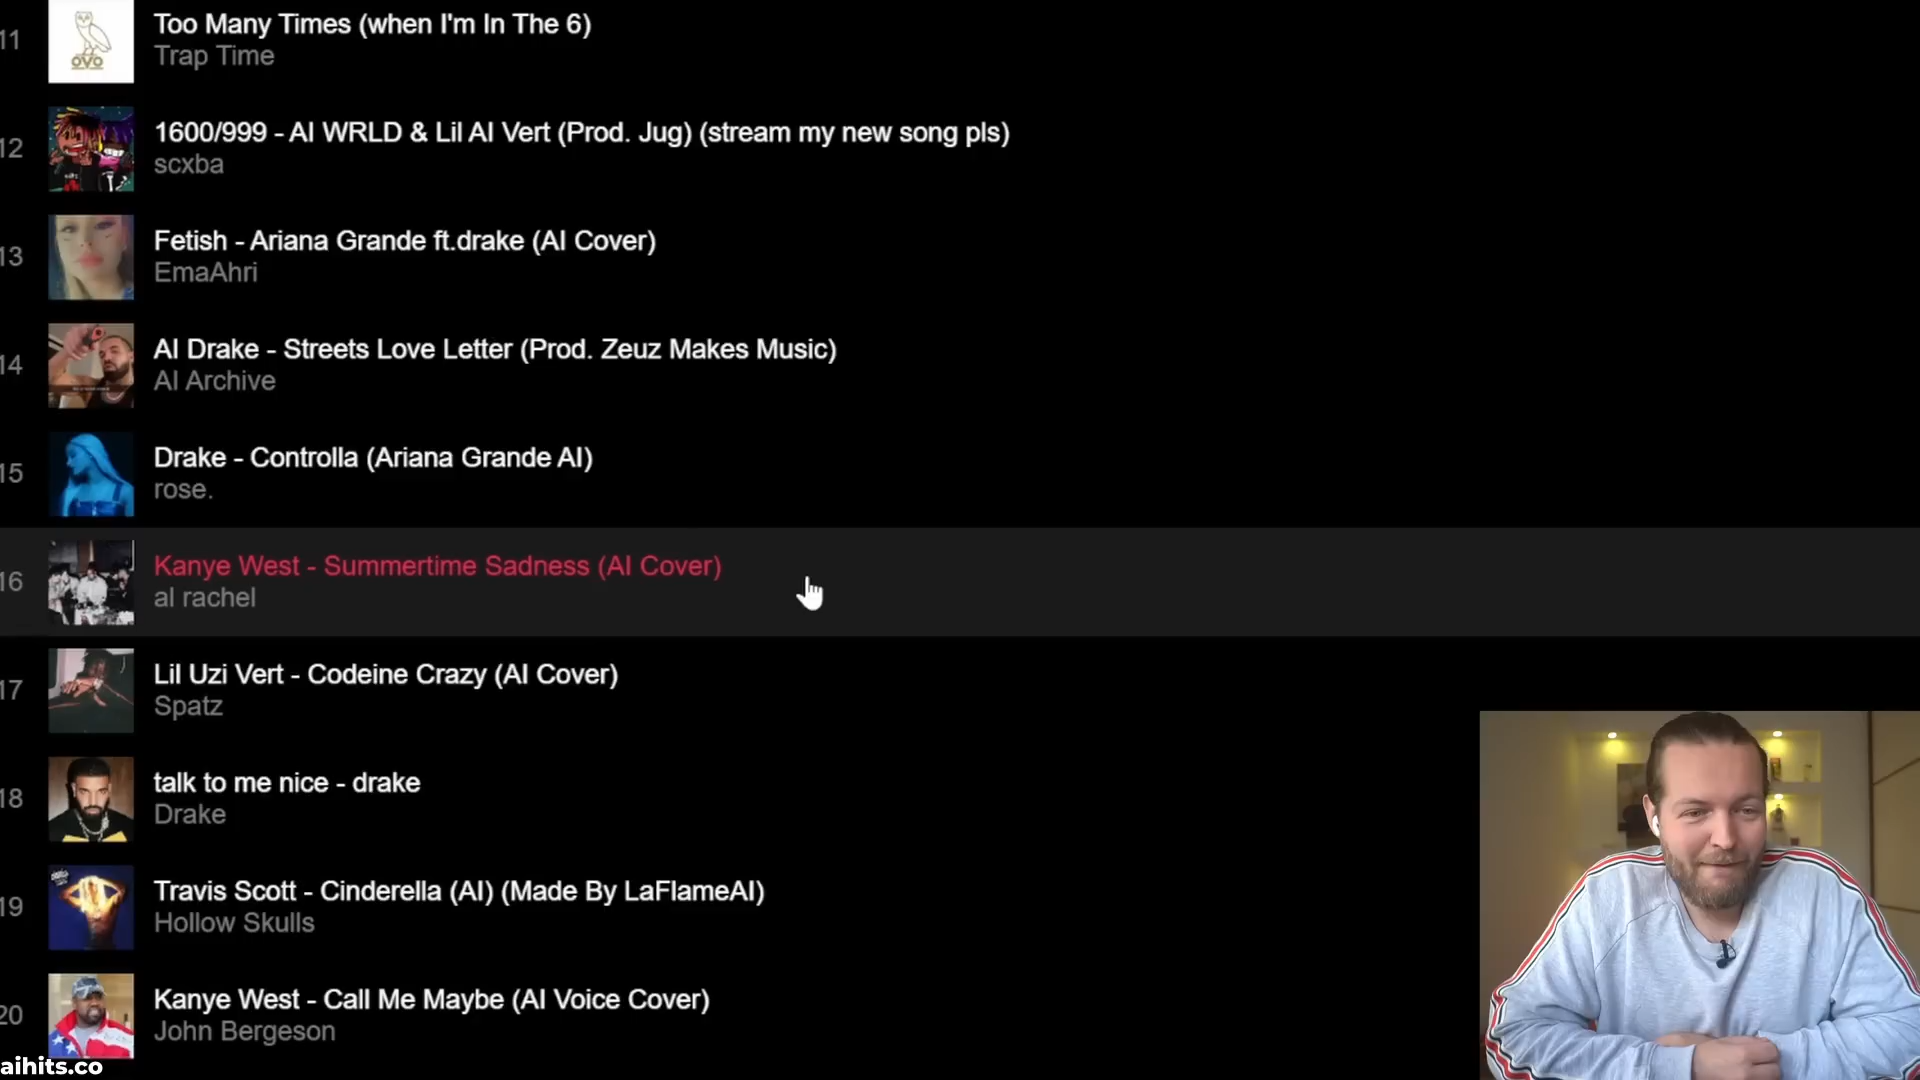 11
OVO
Too Many Times (when I'm In The 6)
Trap Time
12
1600/999 - AI WRLD & Lil AI Vert (Prod. Jug) (stream my new song pls)
scxba
13
Fetish - Ariana Grande ft.drake (AI Cover)
EmaAhri
14
AI Drake - Streets Love Letter (Prod. Zeuz Makes Music)
AI Archive
15
Drake - Controlla (Ariana Grande AI)
rose.
16
Kanye West - Summertime Sadness (AI Cover)
al rachel
17
Lil Uzi Vert - Codeine Crazy (AI Cover)
Spatz
18
talk to me nice - drake
Drake
19
Travis Scott - Cinderella (AI) (Made By LaFlameAI)
Hollow Skulls
20
Kanye West - Call Me Maybe (AI Voice Cover)
John Bergeson
aihits.co